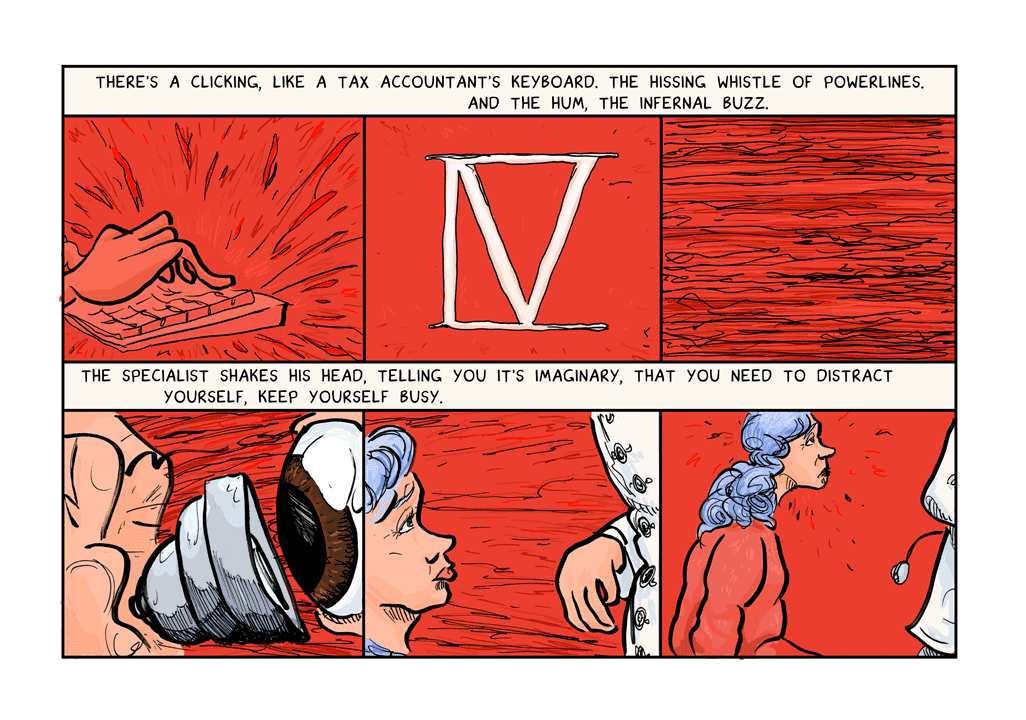 THERE'S A CLICKING, LIKE A TAX ACCOUNTANT'S KEYBOARD. THE HISSING WHISTLE OF POWERLINES.
AND THE HUM, THE INFERNAL BUZZ.
IV
THE SPECIALIST SHAKES HIS HEAD, TELLING YOU IT'S IMAGINARY, THAT YOU NEED TO DISTRACT
YOURSELF, KEEP YOURSELF BUSY.